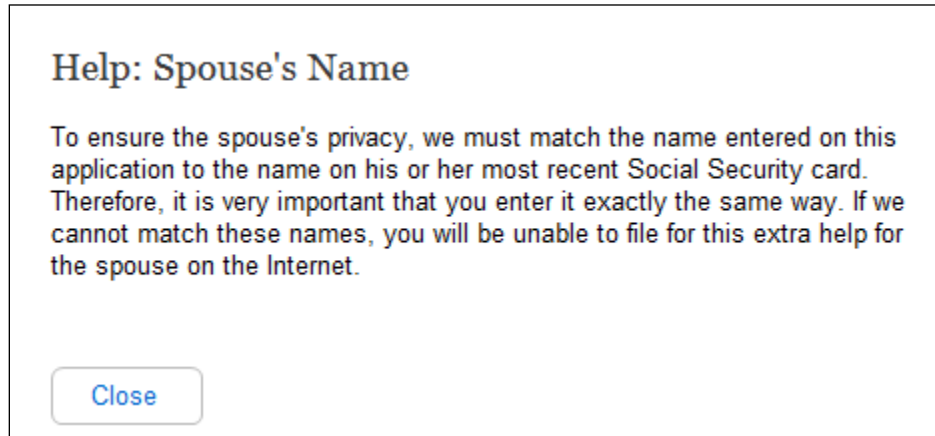 Help: Spouse's Name
To ensure the spouse's privacy, we must match the name entered on this
application to the name on his or her most recent Social Security card.
Therefore, it is very important that you enter it exactly the same way. If we
cannot match these names, you will be unable to file for this extra help for
the spouse on the Internet.
Close